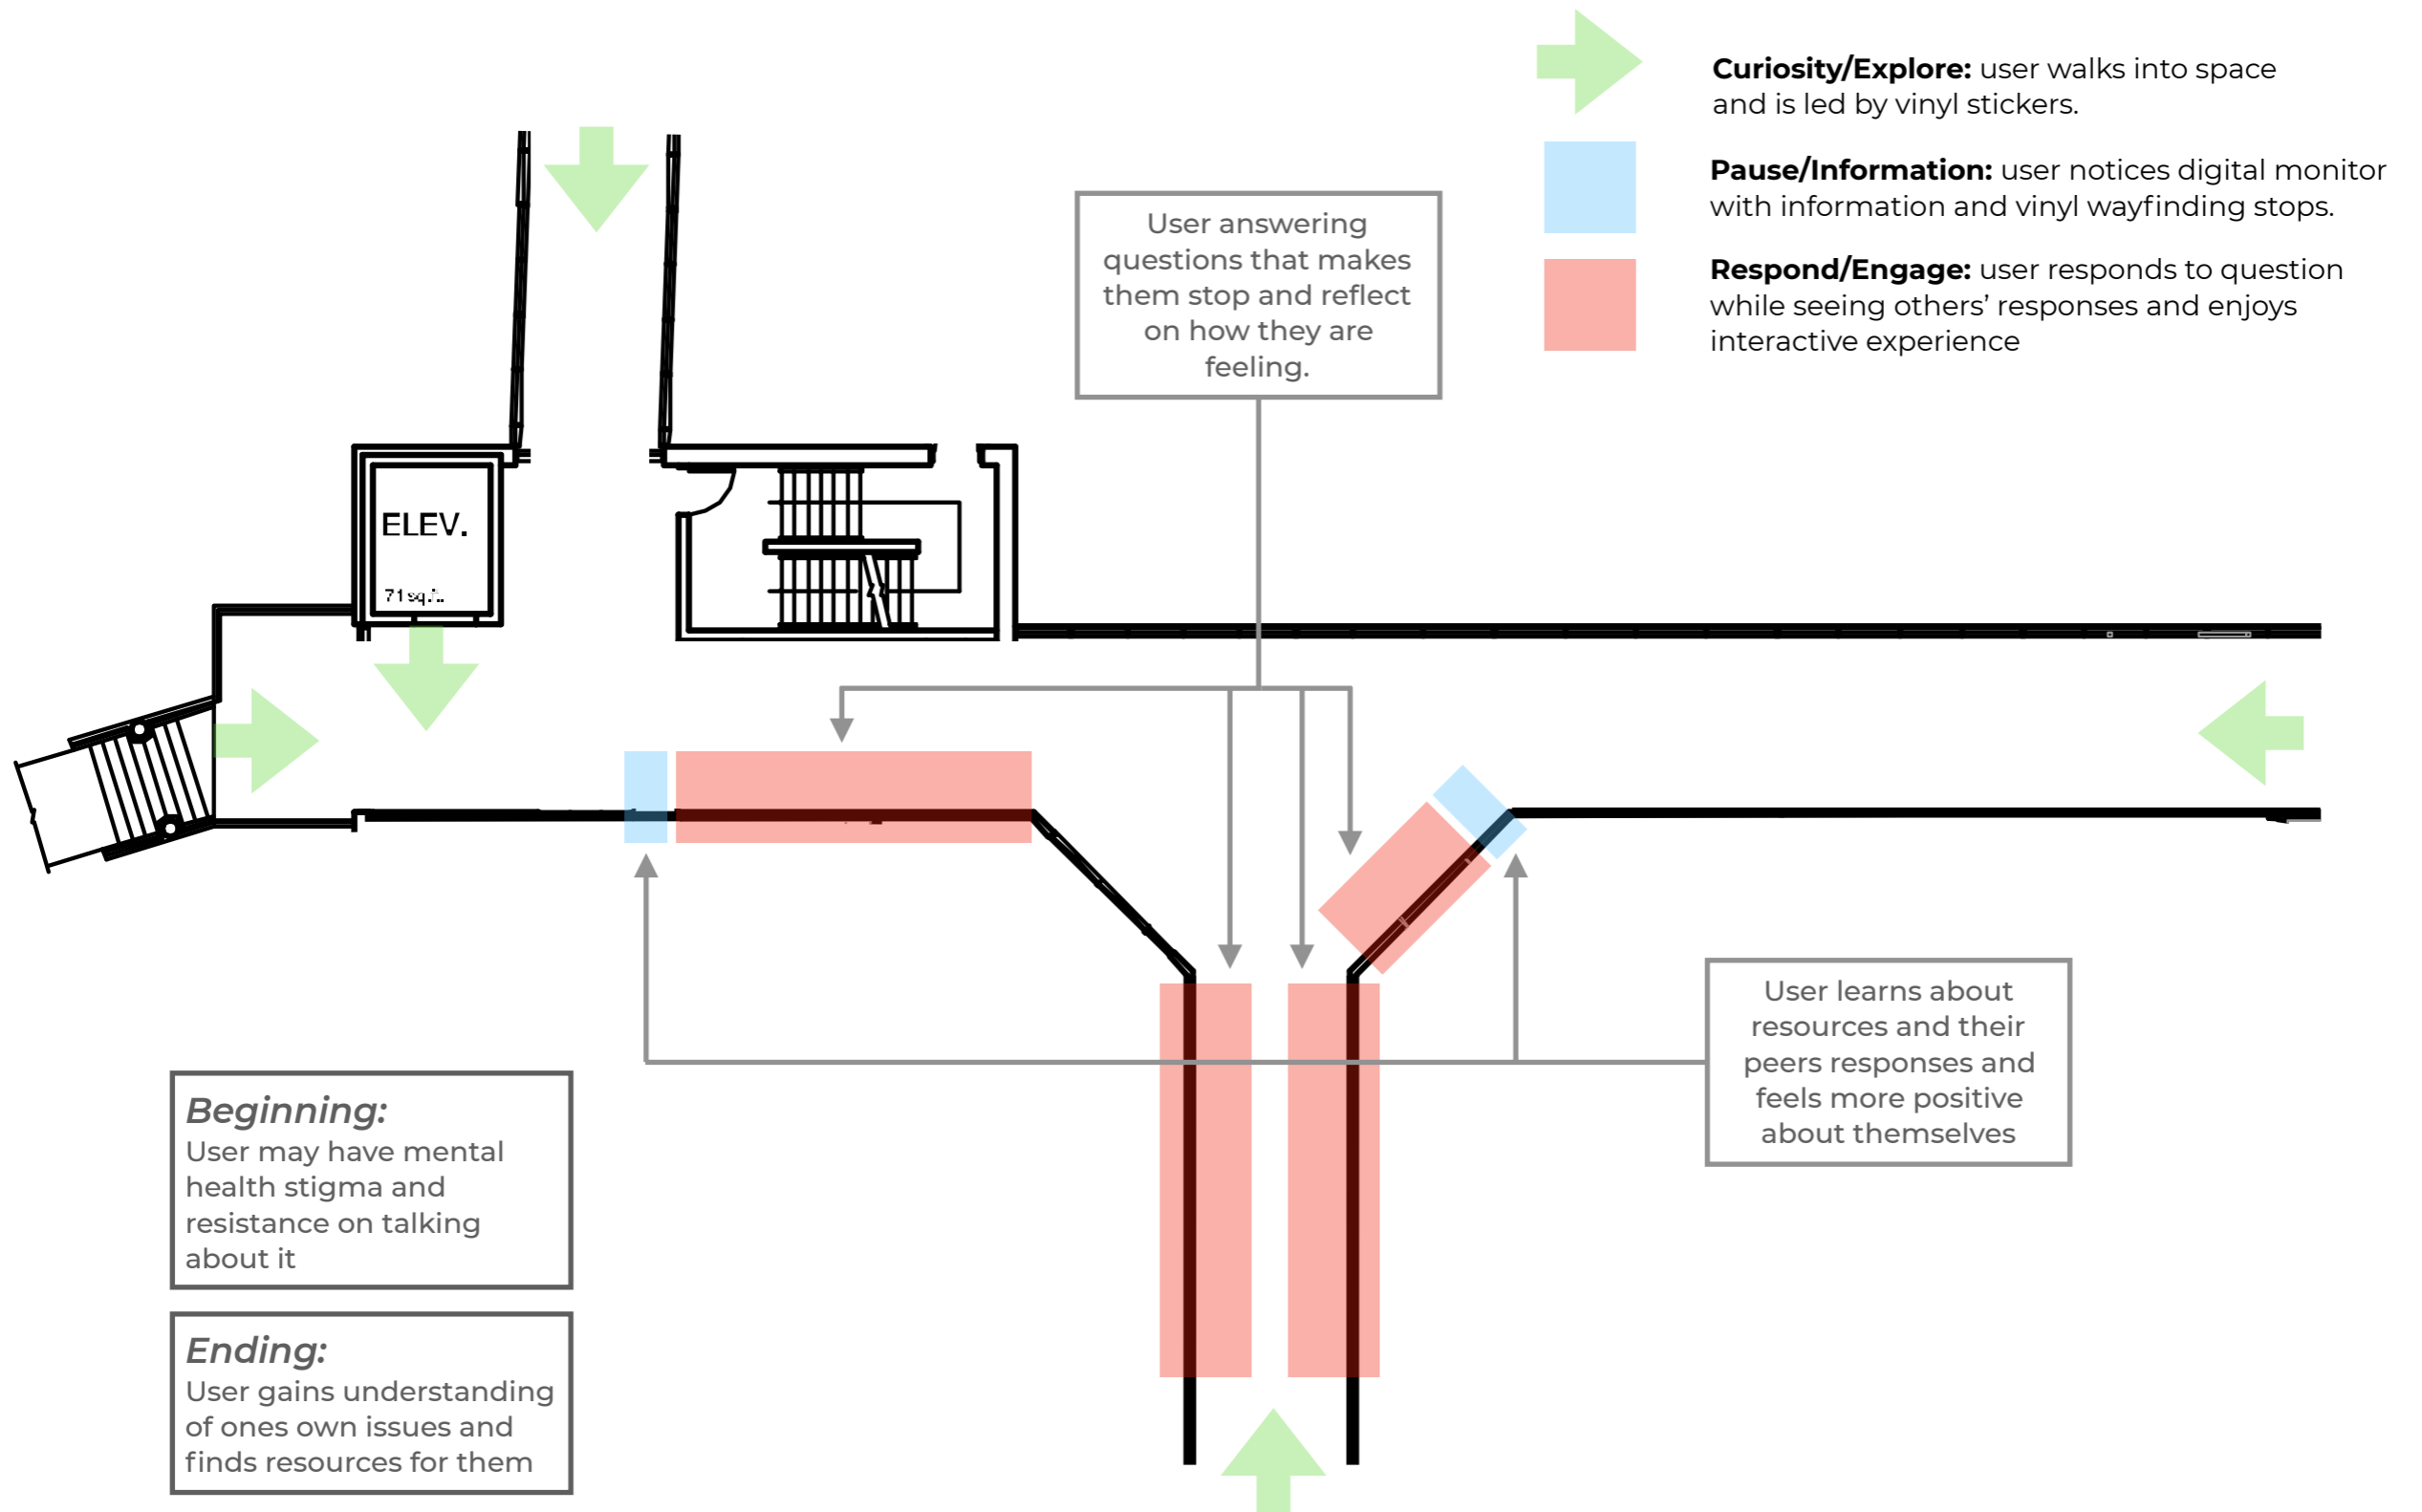 Curiosity/Explore: user walks into space
and is led by vinyl stickers.
Pause/Information: user notices digital monitor
with information and vinyl wayfinding stops.
Respond/Engage: user responds to question
while seeing others’ responses and enjoys
interactive experience
User answering
questions that makes
them stop and reflect
on how they are
feeling.
ELEV.
71 sq.
User learns about
resources and their
peers responses and
feels more positive
about themselves
Beginning:
User may have mental
health stigma and
resistance on talking
about it
Ending:
User gains understanding
of ones own issues and
finds resources for them